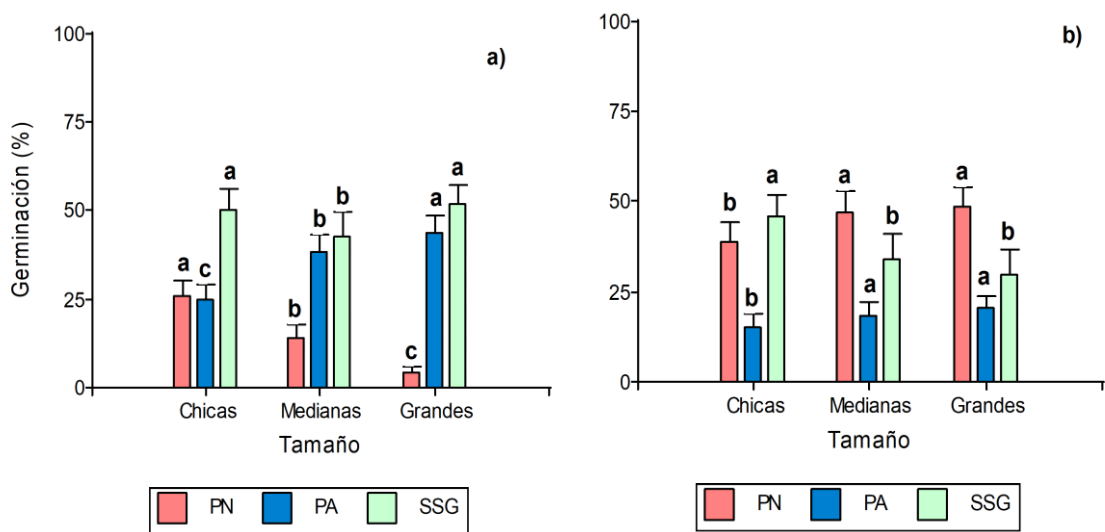 a)
Germinación (%)
100
75
50
25
0
a c a
b b b
c a a
Chicas Medianas Grandes
Tamaño
PN PA SSG
b)
100
75
50
25
0
b b a
a a b
a a b
Chicas Medianas Grandes
Tamaño
PN PA SSG